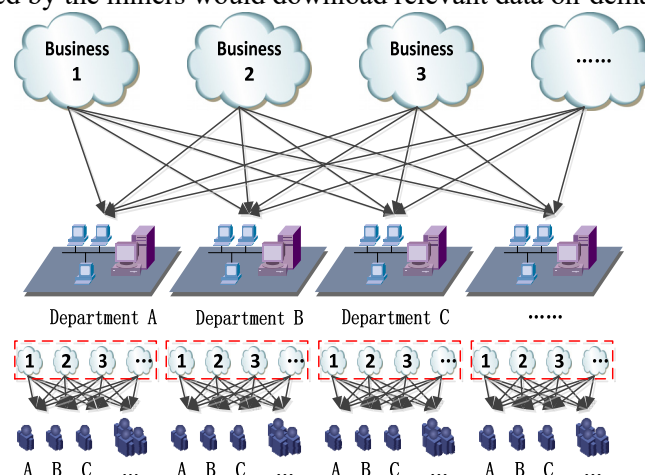 ed by the miners would download relevant data on-dema
Business Business Business ......
1 2 3
Department A Department B Department C ......
1 2 3 ... 1 2 3 ... 1 2 3 ... 1 2 3 ...
A B C ... A B C ... A B C ... A B C ...